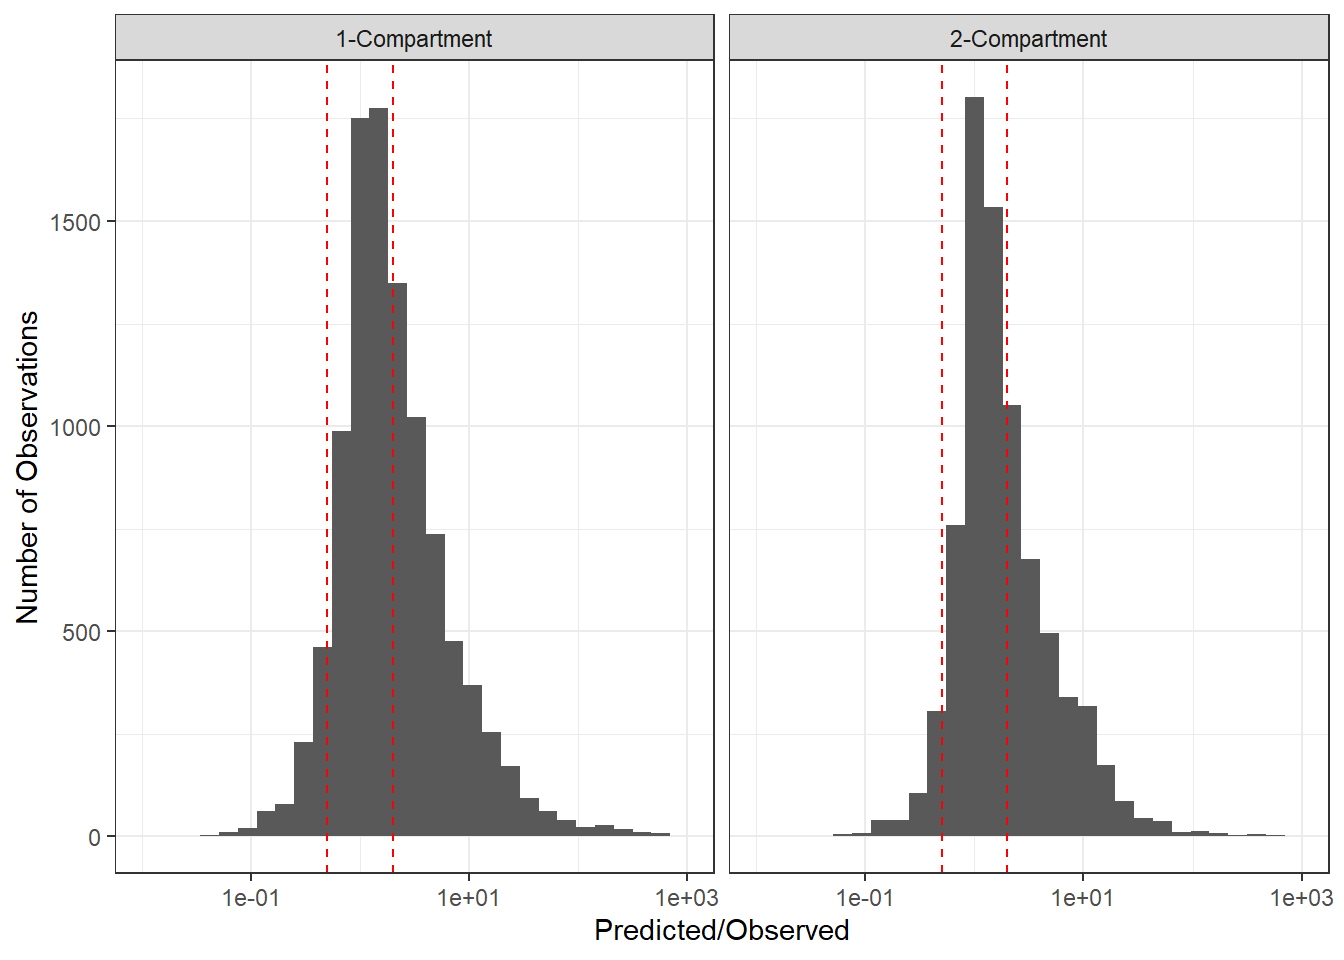 1-Compartment
2-Compartment
Number of Observations
1500
1000
500
0
1e-01
1e+01
1e+03
1e-01
1e+01
1e+03
Predicted/Observed